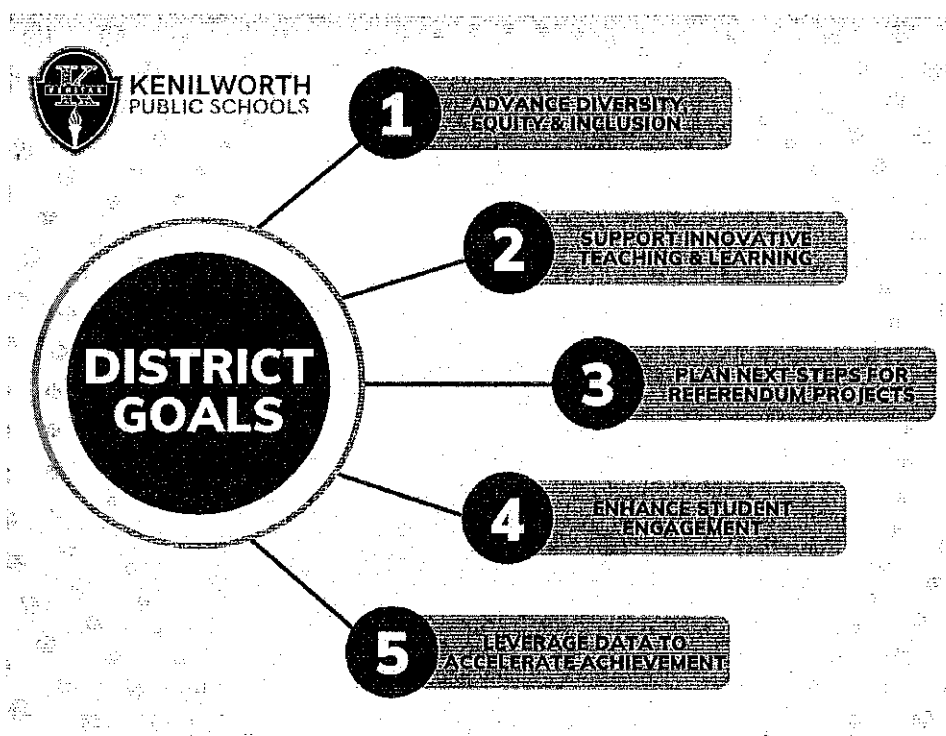 KENILWORTH
PUBLIC SCHOOLS
DISTRICT
GOALS
1
ADVANCE DIVERSITY,
EQUITY & INCLUSION
2
SUPPORT INNOVATIVE
TEACHING & LEARNING
3
PLAN NEXT STEPS FOR
REFERENDUM PROJECTS
4
ENHANCE STUDENT
ENGAGEMENT
5
LEVERAGE DATA TO
ACCELERATE ACHIEVEMENT